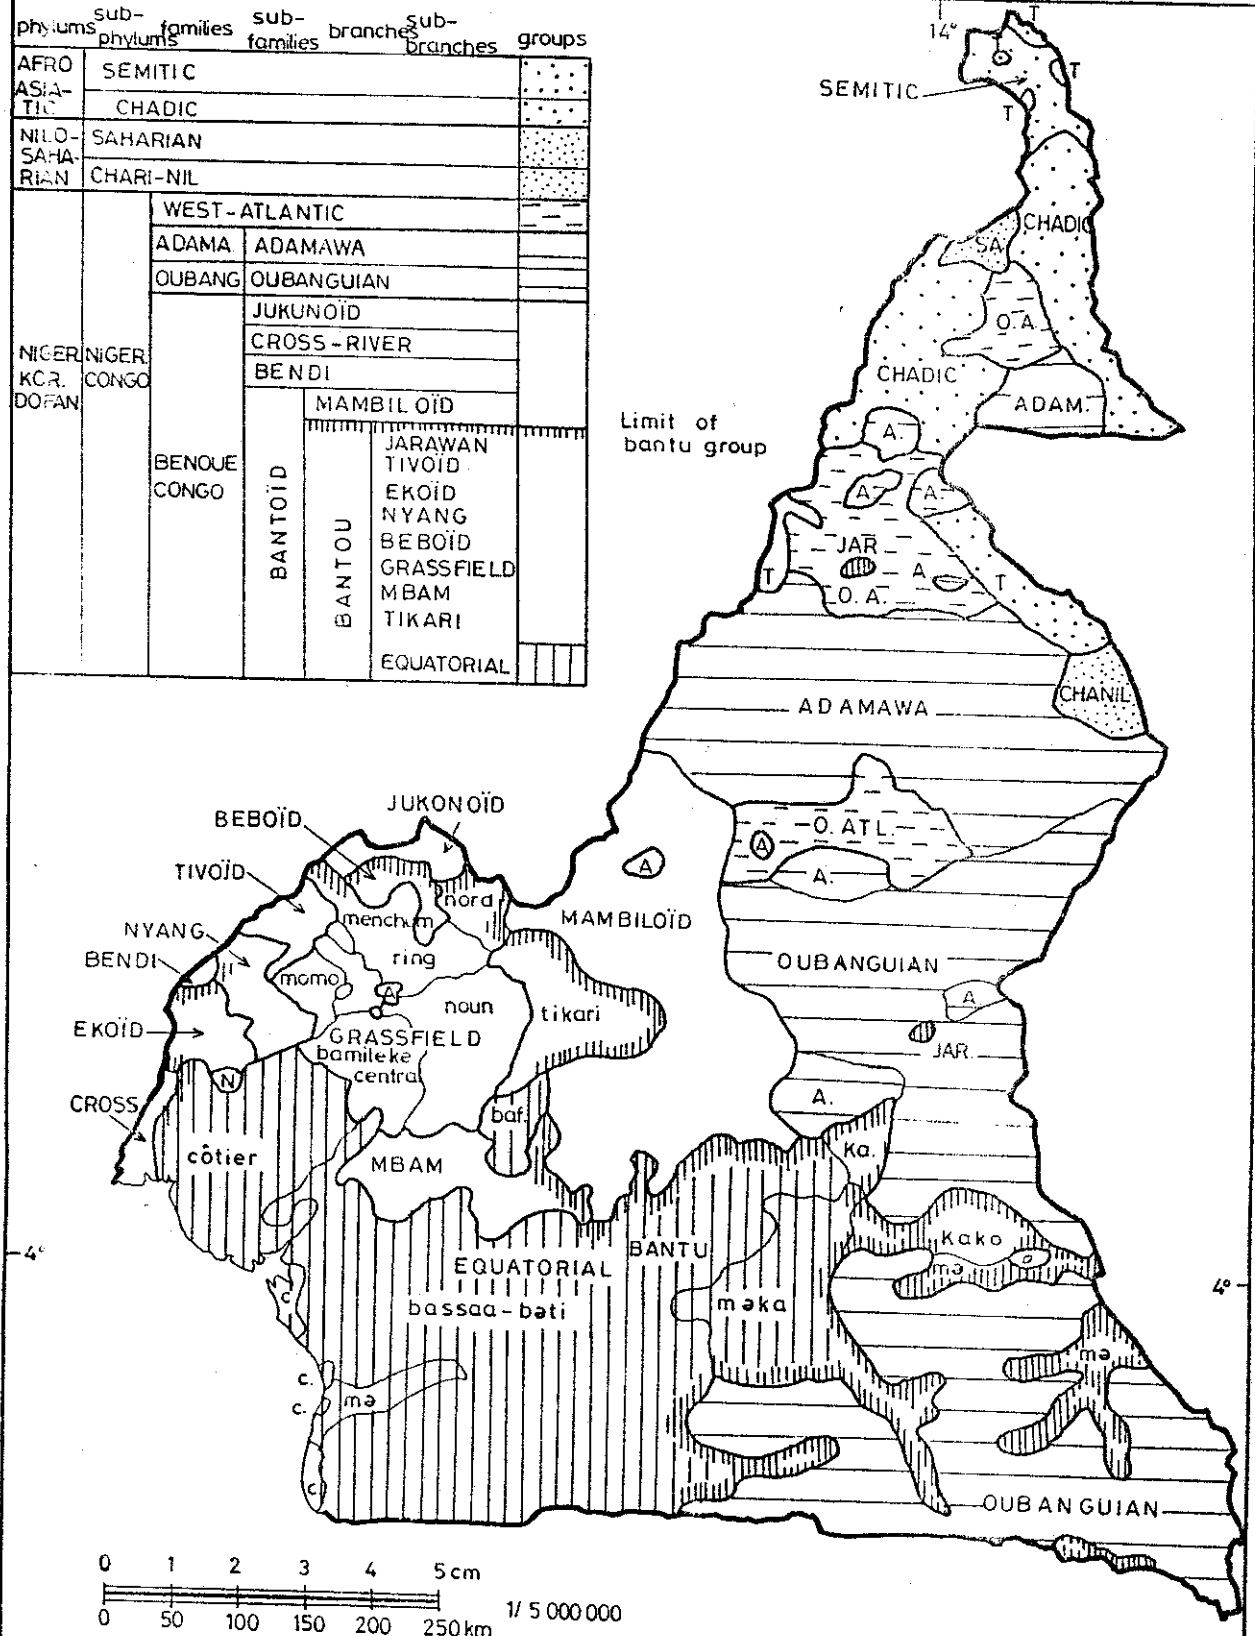 phylums sub-phylums families sub-families branches sub-branches groups
AFRO ASIA-TIC
SEMITIC
CHADIC
NILO-SAHA-RIAN
SAHARIAN
CHARI-NIL
NIGER KOR. DOFAN
NIGER CONGO
WEST-ATLANTIC
ADAMA ADAMAWA
OUBANG OUBANGUIAN
BENOUE CONGO
JUKUNOÏD
CROSS-RIVER
BENDI
BANTOÏD
MAMBILOÏD
BANTOU
JARAWAN
TIVOÏD
EKOÏD
NYANG
BEBOÏD
GRASSFIELD
MBAM
TIKARI
EQUATORIAL
Limit of
bantu group
14°
T
SEMITIC
T
T
CHADIC
SA.
O.A.
CHADIC
ADAM.
A.
A.
A.
JAR
A
T
T
O.A.
CHANIL
ADAMAWA
JUKONOÏD
BEBOÏD
O. ATL.
A
A
A.
TIVOÏD
nord
menchum
MAMBILOÏD
NYANG
BENDI
ring
OUBANGUIAN
momo
A
A
noun
tikari
EKOÏD
GRASSFIELD
bamileke
central
JAR.
N
A.
CROSS
baf.
côtier
MBAM
Ka.
4°
BANTU
Kako
EQUATORIAL
mə
o
4°
c
bassaa-bəti
məka
mə
c.
c.
mə
c
OUBANGUIAN
0 1 2 3 4 5 cm
1/ 5 000 000
0 50 100 150 200 250 km